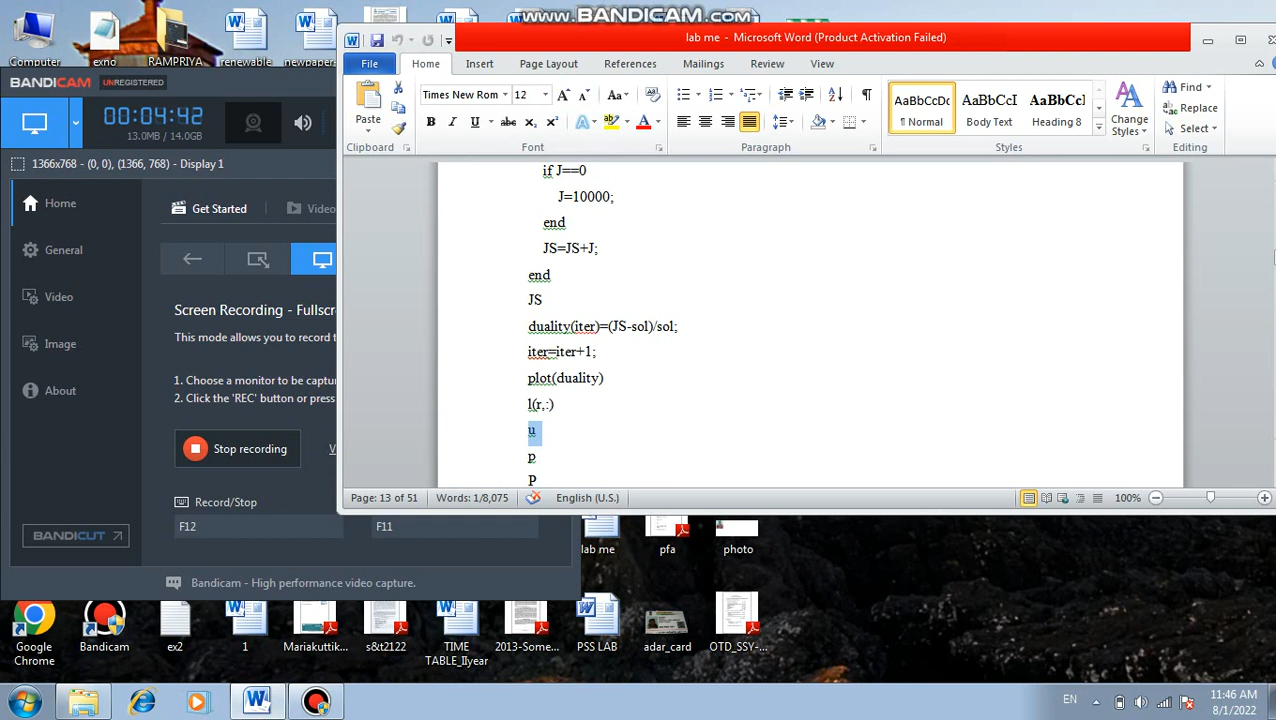 www.BANDICAM.com
Computer
exno
RAMPRIYA
renewable
newpaper
BANDICAM UNREGISTERED
00:04:42
13.0MB / 14.0GB
1366x768 - (0, 0), (1366, 768) - Display 1
Home
General
Video
Image
About
Get Started
Video
Screen Recording - Fullscre
This mode allows you to record t
1. Choose a monitor to be captu
2. Click the 'REC' button or press
Stop recording
Record/Stop
F12
F11
BANDICUT
Bandicam - High performance video capture.
lab me - Microsoft Word (Product Activation Failed)
File Home Insert Page Layout References Mailings Review View
Paste
Clipboard
Times New Rom 12
Font
Paragraph
AaBbCcDc AaBbCcI AaBbCc
¶ Normal Body Text Heading 8
Change Styles
Styles
Find
Replace
Select
Editing
if J==0
J=10000;
end
JS=JS+J;
end
JS
duality(iter)=(JS-sol)/sol;
iter=iter+1;
plot(duality)
l(r,:)
u
p
P
Page: 13 of 51 Words: 1/8,075 English (U.S.) 100%
lab me
pfa
photo
Google Chrome
Bandicam
ex2
1
Mariakuttik...
s&t2122
TIME TABLE_IIyear
2013-Some...
PSS LAB
adar_card
OTD_SSY-...
EN
11:46 AM
8/1/2022